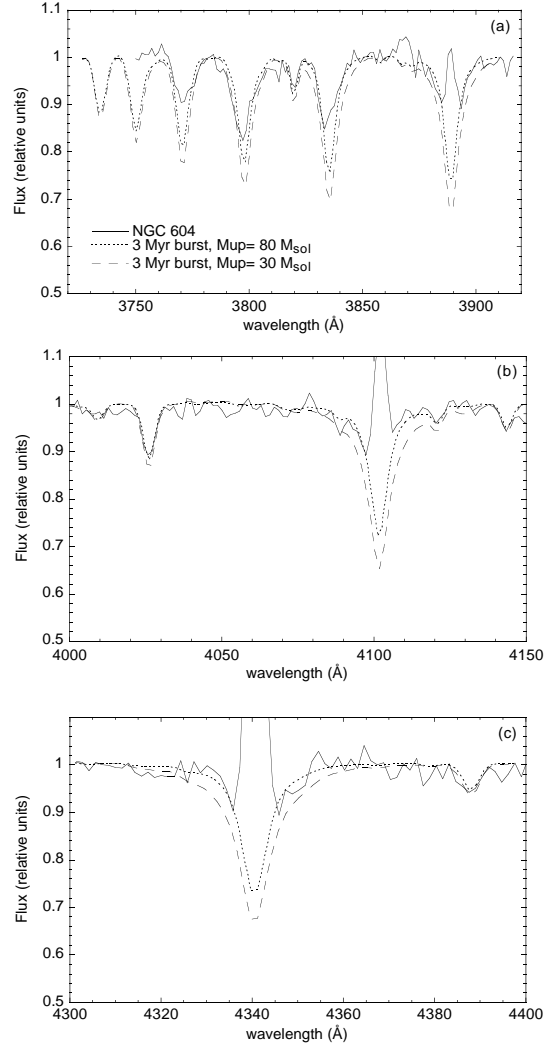 (a)
1.1
1
0.9
0.8
0.7
0.6
0.5
Flux (relative units)
NGC 604
3 Myr burst, Mup= 80 Msol
3 Myr burst, Mup= 30 Msol
3750 3800 3850 3900
wavelength (Å)
(b)
1.1
1
0.9
0.8
0.7
0.6
0.5
Flux (relative units)
4000 4050 4100 4150
wavelength (Å)
(c)
1.1
1
0.9
0.8
0.7
0.6
0.5
Flux (relative units)
4300 4320 4340 4360 4380 4400
wavelength (Å)